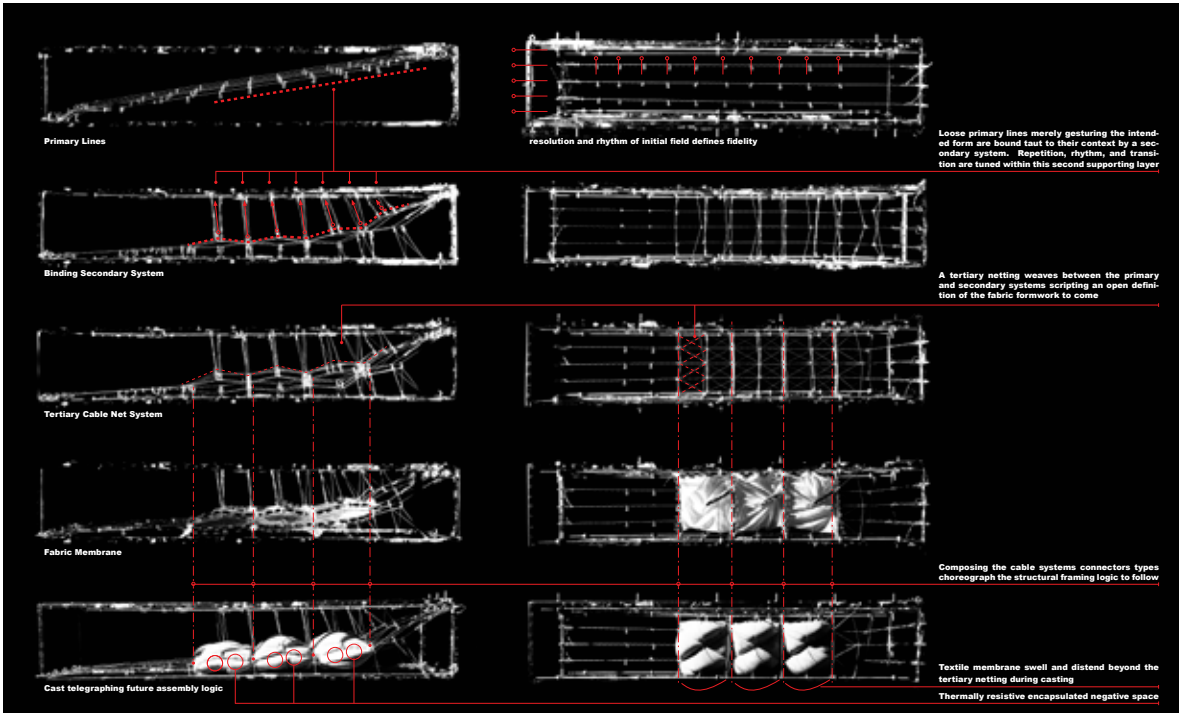 Primary Lines
resolution and rhythm of initial field defines fidelity
Loose primary lines merely gesturing the intend-
ed form are bound taut to their context by a sec-
ondary system. Repetition, rhythm, and transi-
tion are tuned within this second supporting layer
Binding Secondary System
A tertiary netting weaves between the primary
and secondary systems scripting an open defini-
tion of the fabric formwork to come
Tertiary Cable Net System
Fabric Membrane
Composing the cable systems connectors types
choreograph the structural framing logic to follow
Cast telegraphing future assembly logic
Textile membrane swell and distend beyond the
tertiary netting during casting
Thermally resistive encapsulated negative space